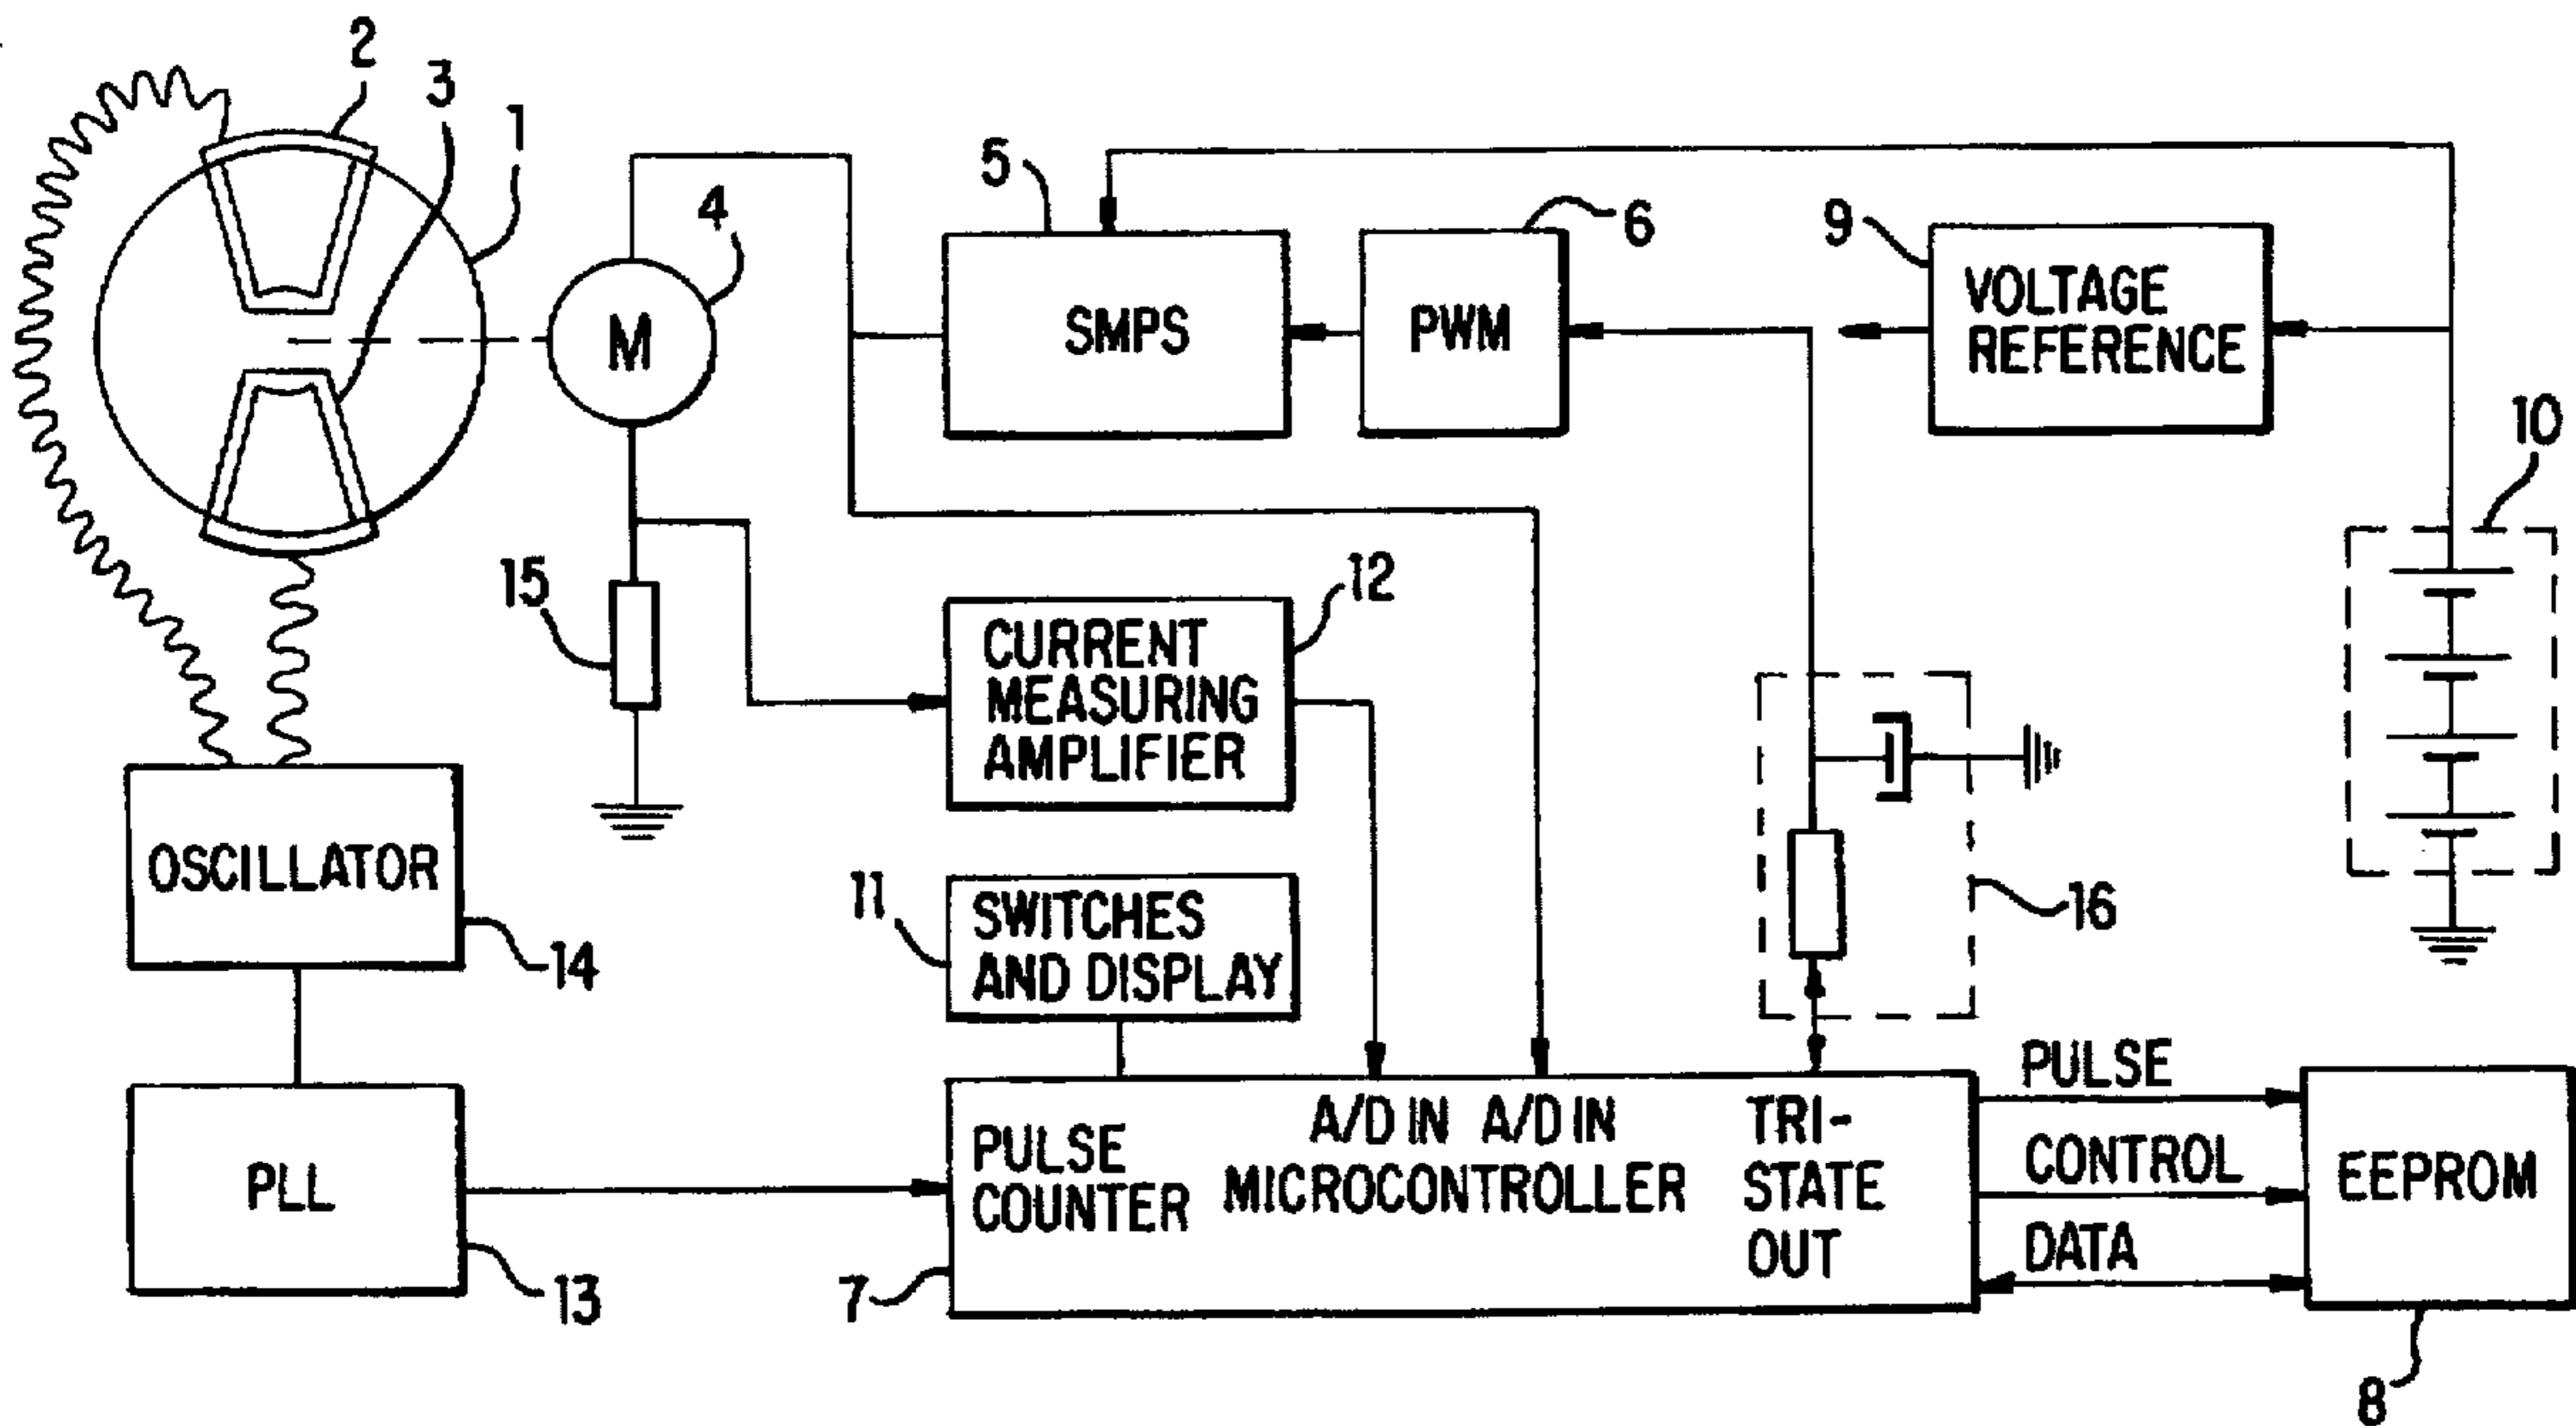 2
3
1
4
M
5
SMPS
6
PWM
9
VOLTAGE
REFERENCE
10
15
12
CURRENT
MEASURING
AMPLIFIER
OSCILLATOR
14
11
SWITCHES
AND DISPLAY
16
PLL
13
PULSE
COUNTER
A/D IN A/D IN
MICROCONTROLLER
TRI-
STATE
OUT
7
PULSE
CONTROL
DATA
EEPROM
8